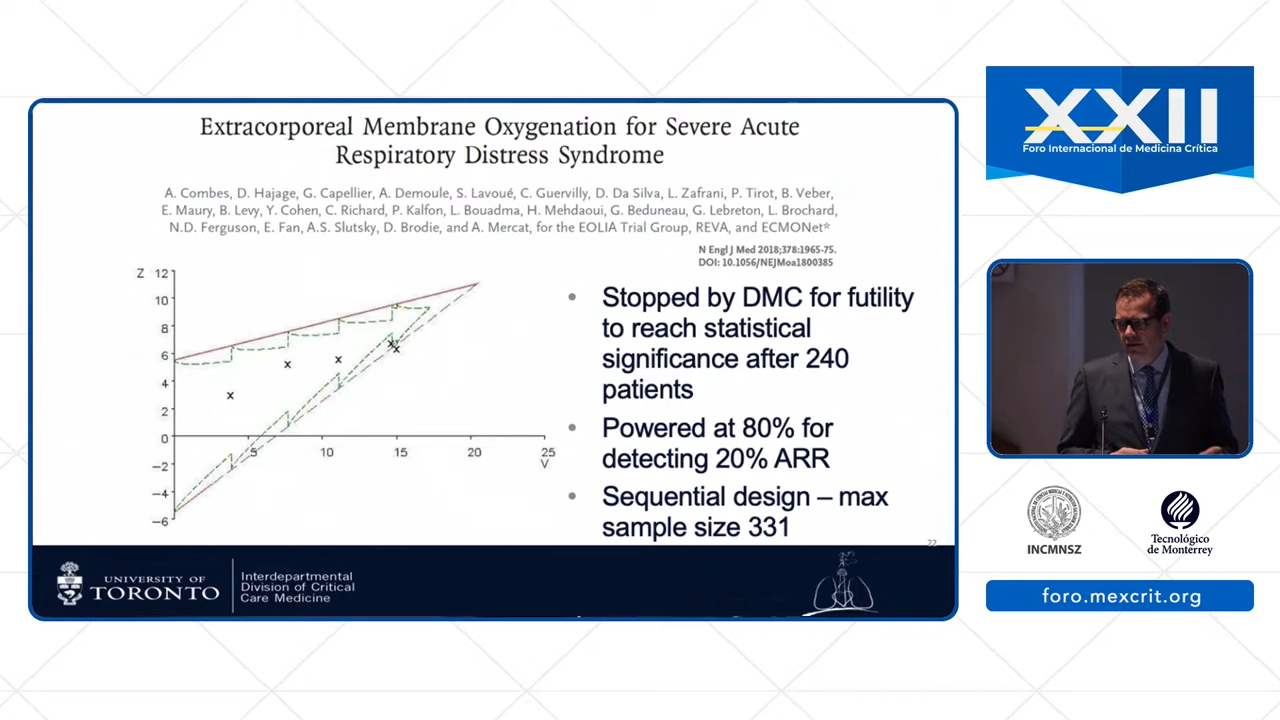 Extracorporeal Membrane Oxygenation for Severe Acute
Respiratory Distress Syndrome
A. Combes, D. Hajage, G. Capellier, A. Demoule, S. Lavoué, C. Guervilly, D. Da Silva, L. Zafrani, P. Tirot, B. Veber,
E. Maury, B. Levy, Y. Cohen, C. Richard, P. Kalfon, L. Bouadma, H. Mehdaoui, G. Beduneau, G. Lebreton, L. Brochard,
N.D. Ferguson, E. Fan, A.S. Slutsky, D. Brodie, and A. Mercat, for the EOLIA Trial Group, REVA, and ECMONet*
N Engl J Med 2018;378:1965-75.
DOI: 10.1056/NEJMoa1800385
Z
12
10
8
6
4
2
0
−2
−4
−6
5
10
15
20
25
V
• Stopped by DMC for futility
to reach statistical
significance after 240
patients
• Powered at 80% for
detecting 20% ARR
• Sequential design – max
sample size 331
22
UNIVERSITY OF
TORONTO
Interdepartmental
Division of Critical
Care Medicine
XXII
Foro Internacional de Medicina Crítica
INCMNSZ
Tecnológico
de Monterrey
foro.mexcrit.org